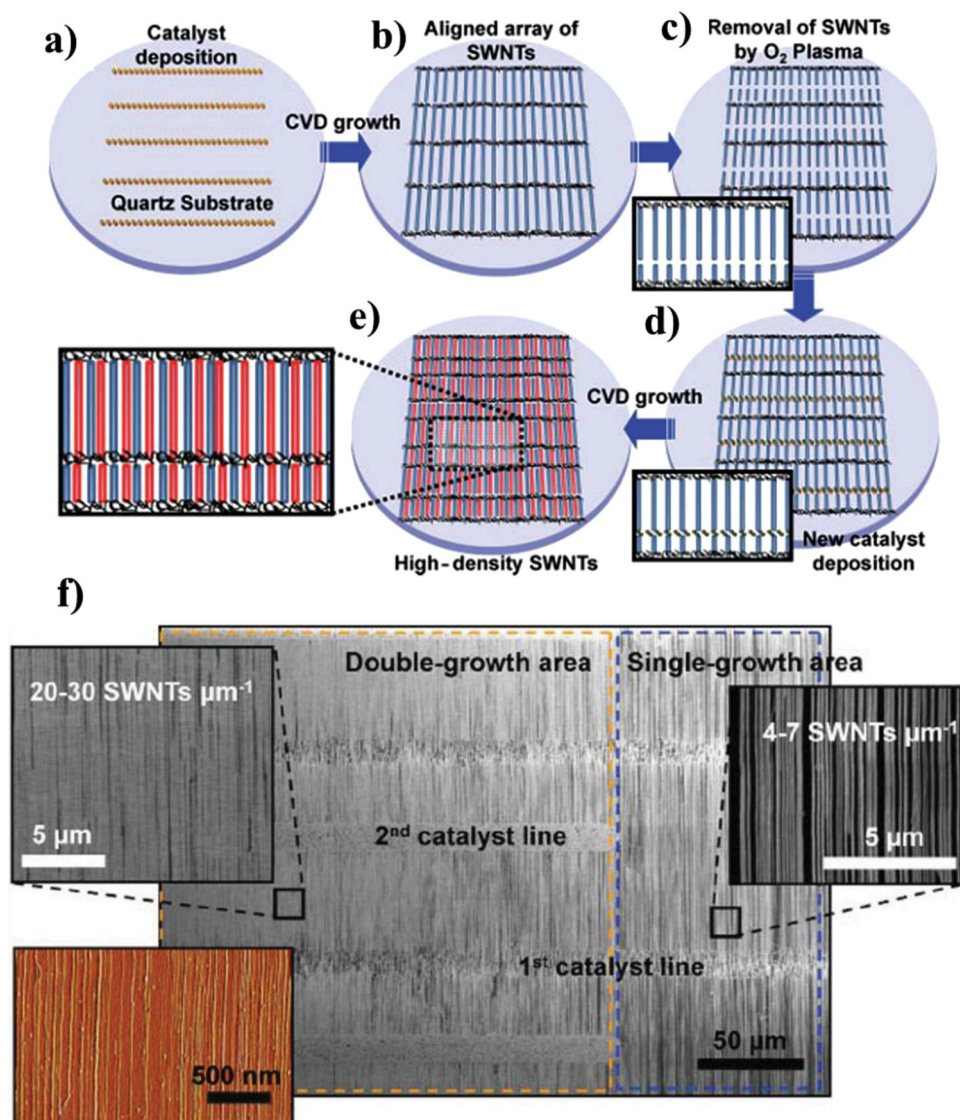 a)
Catalyst
deposition
Quartz Substrate
CVD growth
b)
Aligned array of
SWNTs
c)
Removal of SWNTs
by O₂ Plasma
d)
New catalyst
deposition
CVD growth
e)
High-density SWNTs
f)
Double-growth area
Single-growth area
20-30 SWNTs µm⁻¹
5 µm
4-7 SWNTs µm⁻¹
5 µm
2nd catalyst line
1st catalyst line
50 µm
500 nm